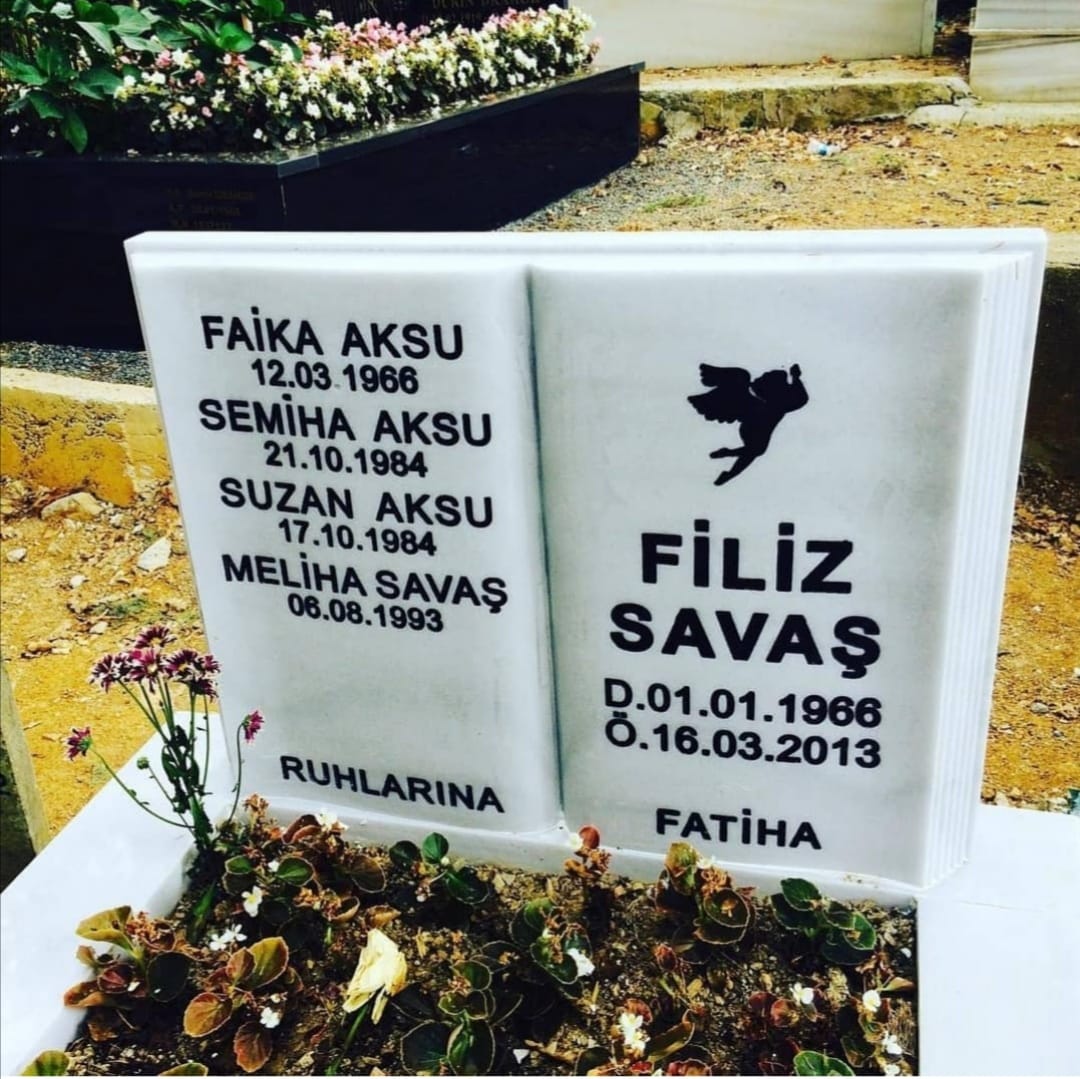 FAİKA AKSU
12.03.1966
SEMİHA AKSU
21.10.1984
SUZAN AKSU
17.10.1984
MELİHA SAVAŞ
06.08.1993
RUHLARINA
FİLİZ
SAVAŞ
D.01.01.1966
Ö.16.03.2013
FATİHA